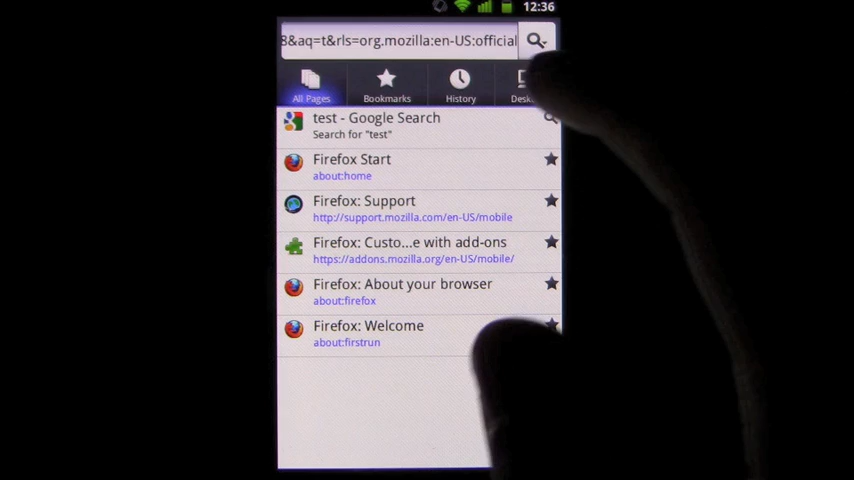 12:36
8&aq=t&rls=org.mozilla:en-US:official
All Pages
Bookmarks
History
test - Google Search
Search for "test"
Firefox Start
about:home
Firefox: Support
http://support.mozilla.com/en-US/mobile
Firefox: Custo...e with add-ons
https://addons.mozilla.org/en-US/mobile/
Firefox: About your browser
about:firefox
Firefox: Welcome
about:firstrun